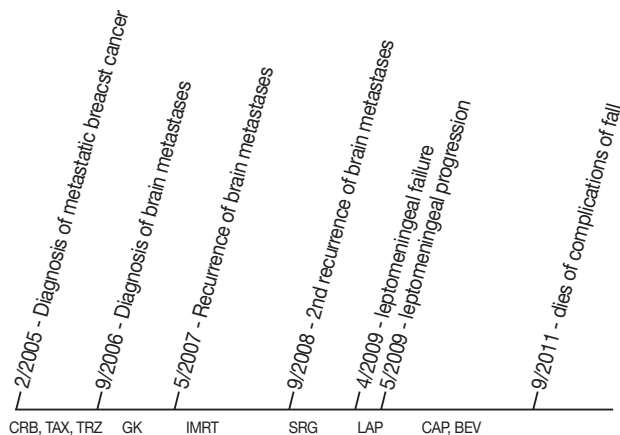 2/2005 - Diagnosis of metastatic breacst cancer
9/2006 - Diagnosis of brain metastases
5/2007 - Recurrence of brain metastases
9/2008 - 2nd recurrence of brain metastases
4/2009 - leptomeningeal failure
5/2009 - leptomeningeal progression
9/2011 - dies of complications of fall
CRB, TAX, TRZ GK IMRT SRG LAP CAP, BEV